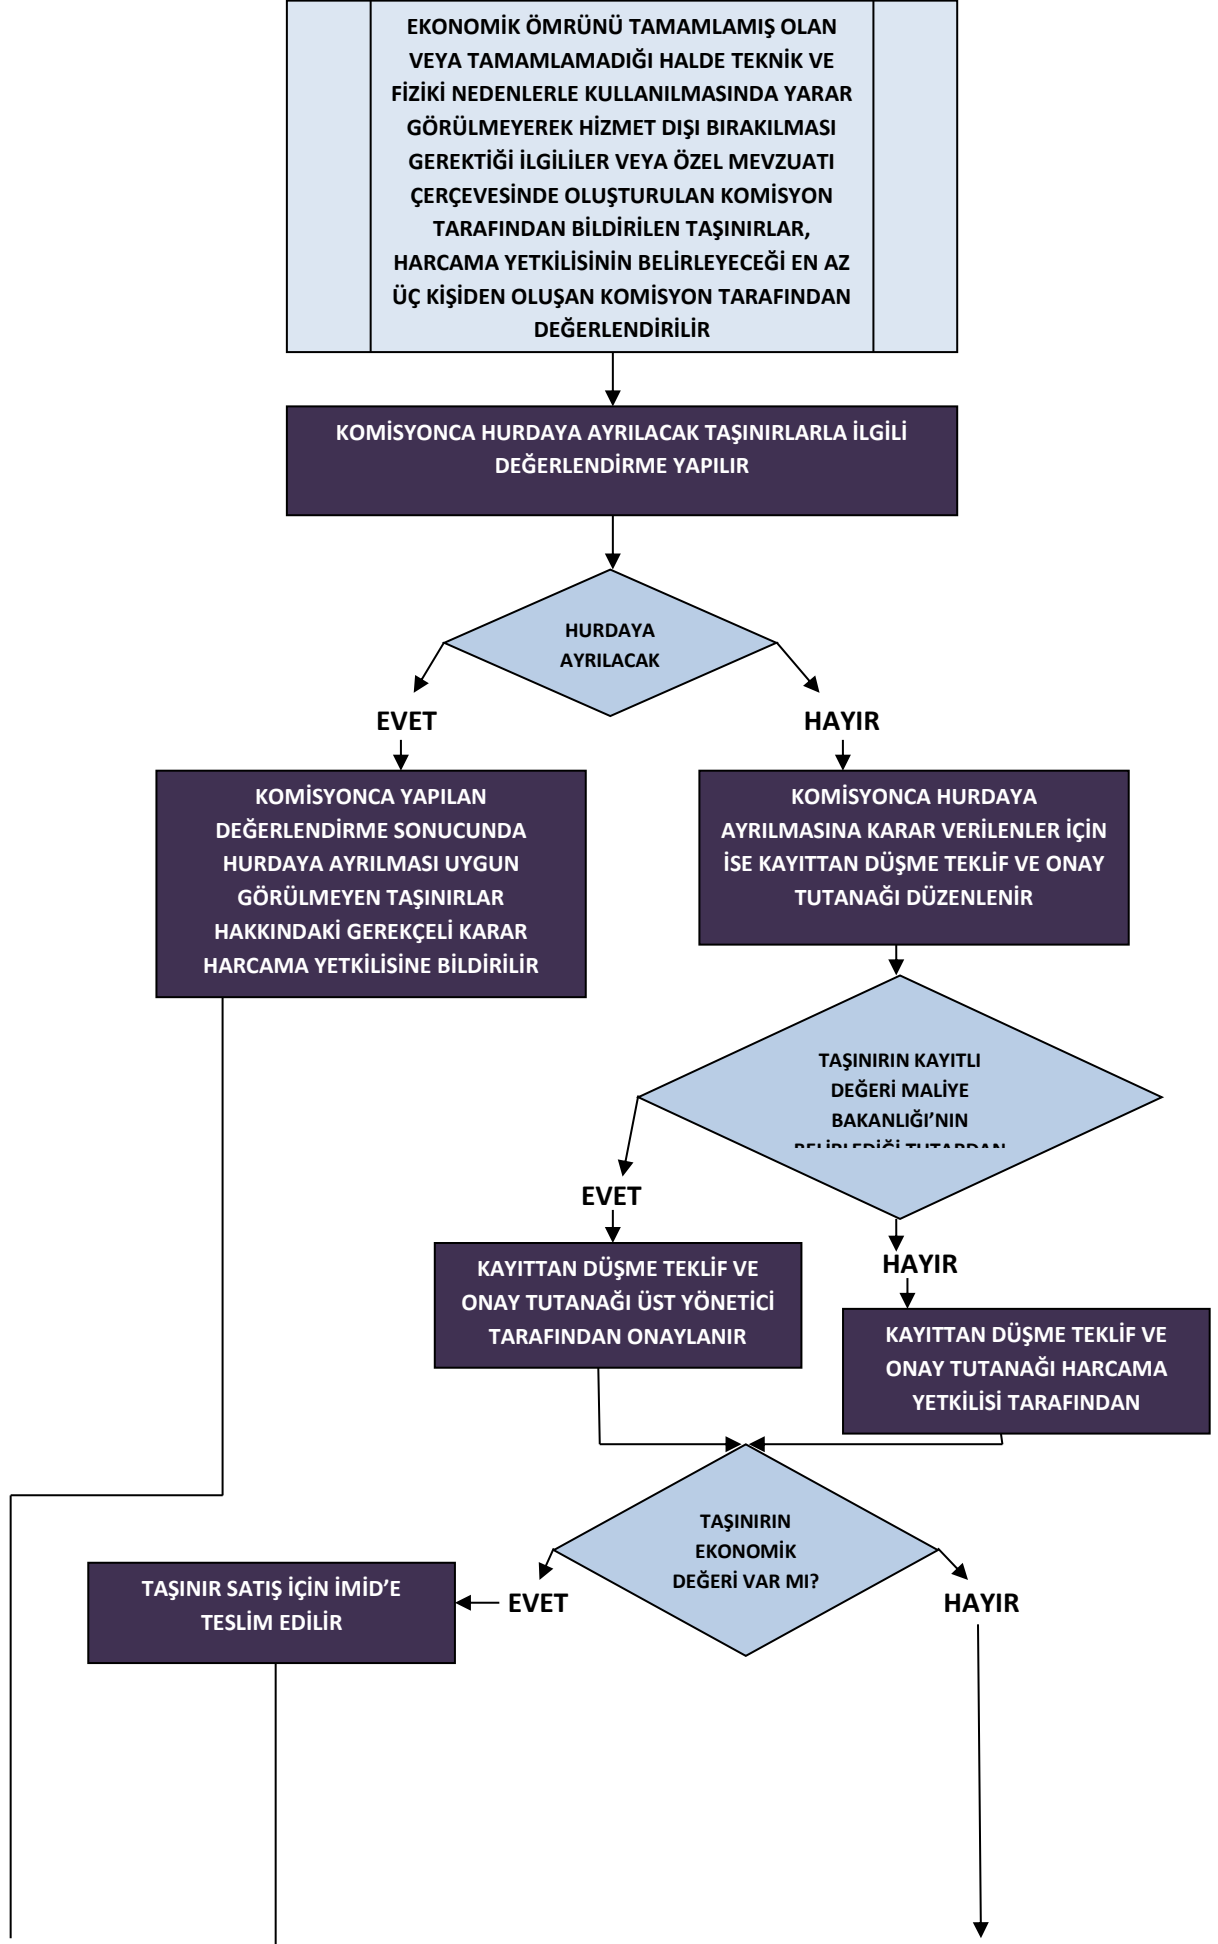 EKONOMİK ÖMRÜNÜ TAMAMLAMIŞ OLAN
VEYA TAMAMLAMADIĞI HALDE TEKNİK VE
FİZİKİ NEDENLERLE KULLANILMASINDA YARAR
GÖRÜLMEYEREK HİZMET DIŞI BIRAKILMASI
GEREKTİĞİ İLGİLİLER VEYA ÖZEL MEVZUATI
ÇERÇEVESİNDE OLUŞTURULAN KOMİSYON
TARAFINDAN BİLDİRİLEN TAŞINIRLAR,
HARCAMA YETKİLİSİNİN BELİRLEYECEĞİ EN AZ
ÜÇ KİŞİDEN OLUŞAN KOMİSYON TARAFINDAN
DEĞERLENDİRİLİR
KOMİSYONCA HURDAYA AYRILACAK TAŞINIRLARLA İLGİLİ
DEĞERLENDİRME YAPILIR
HURDAYA
AYRILACAK
EVET
HAYIR
KOMİSYONCA YAPILAN
DEĞERLENDİRME SONUCUNDA
HURDAYA AYRILMASI UYGUN
GÖRÜLMEYEN TAŞINIRLAR
HAKKINDAKİ GEREKÇELİ KARAR
HARCAMA YETKİLİSİNE BİLDİRİLİR
KOMİSYONCA HURDAYA
AYRILMASINA KARAR VERİLENLER İÇİN
İSE KAYITTAN DÜŞME TEKLİF VE ONAY
TUTANAĞI DÜZENLENİR
TAŞINIRIN KAYITLI
DEĞERİ MALİYE
BAKANLIĞI’NIN
BELİRLEDİĞİ TUTARDAN
EVET
HAYIR
KAYITTAN DÜŞME TEKLİF VE
ONAY TUTANAĞI ÜST YÖNETİCİ
TARAFINDAN ONAYLANIR
KAYITTAN DÜŞME TEKLİF VE
ONAY TUTANAĞI HARCAMA
YETKİLİSİ TARAFINDAN
TAŞINIRIN
EKONOMİK
DEĞERİ VAR MI?
EVET
HAYIR
TAŞINIR SATIŞ İÇİN İMİD’E
TESLİM EDİLİR